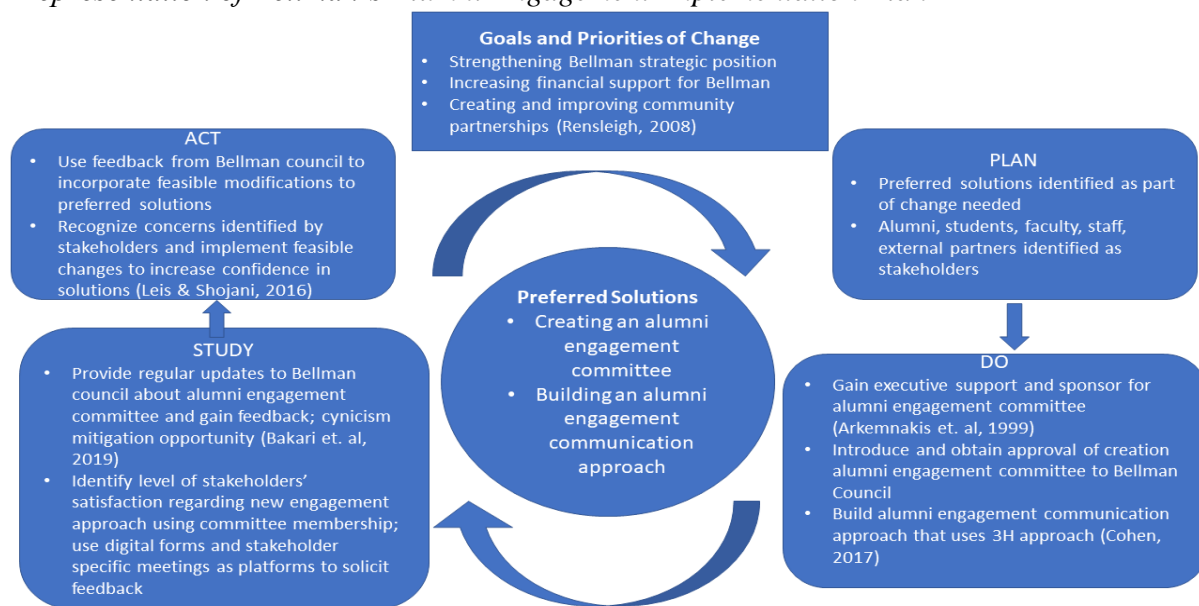 Representation of Bellman's Alumni Engagement Implementation Plan
Goals and Priorities of Change
• Strengthening Bellman strategic position
• Increasing financial support for Bellman
• Creating and improving community
partnerships (Rensleigh, 2008)
ACT
• Use feedback from Bellman council to
incorporate feasible modifications to
preferred solutions
• Recognize concerns identified by
stakeholders and implement feasible
changes to increase confidence in
solutions (Leis & Shojani, 2016)
PLAN
• Preferred solutions identified as part
of change needed
• Alumni, students, faculty, staff,
external partners identified as
stakeholders
Preferred Solutions
• Creating an alumni
engagement
committee
• Building an alumni
engagement
communication
approach
STUDY
• Provide regular updates to Bellman
council about alumni engagement
committee and gain feedback; cynicism
mitigation opportunity (Bakari et. al,
2019)
• Identify level of stakeholders'
satisfaction regarding new engagement
approach using committee membership;
use digital forms and stakeholder
specific meetings as platforms to solicit
feedback
DO
• Gain executive support and sponsor for
alumni engagement committee
(Arkemnakis et. al, 1999)
• Introduce and obtain approval of creation
alumni engagement committee to Bellman
Council
• Build alumni engagement communication
approach that uses 3H approach (Cohen,
2017)